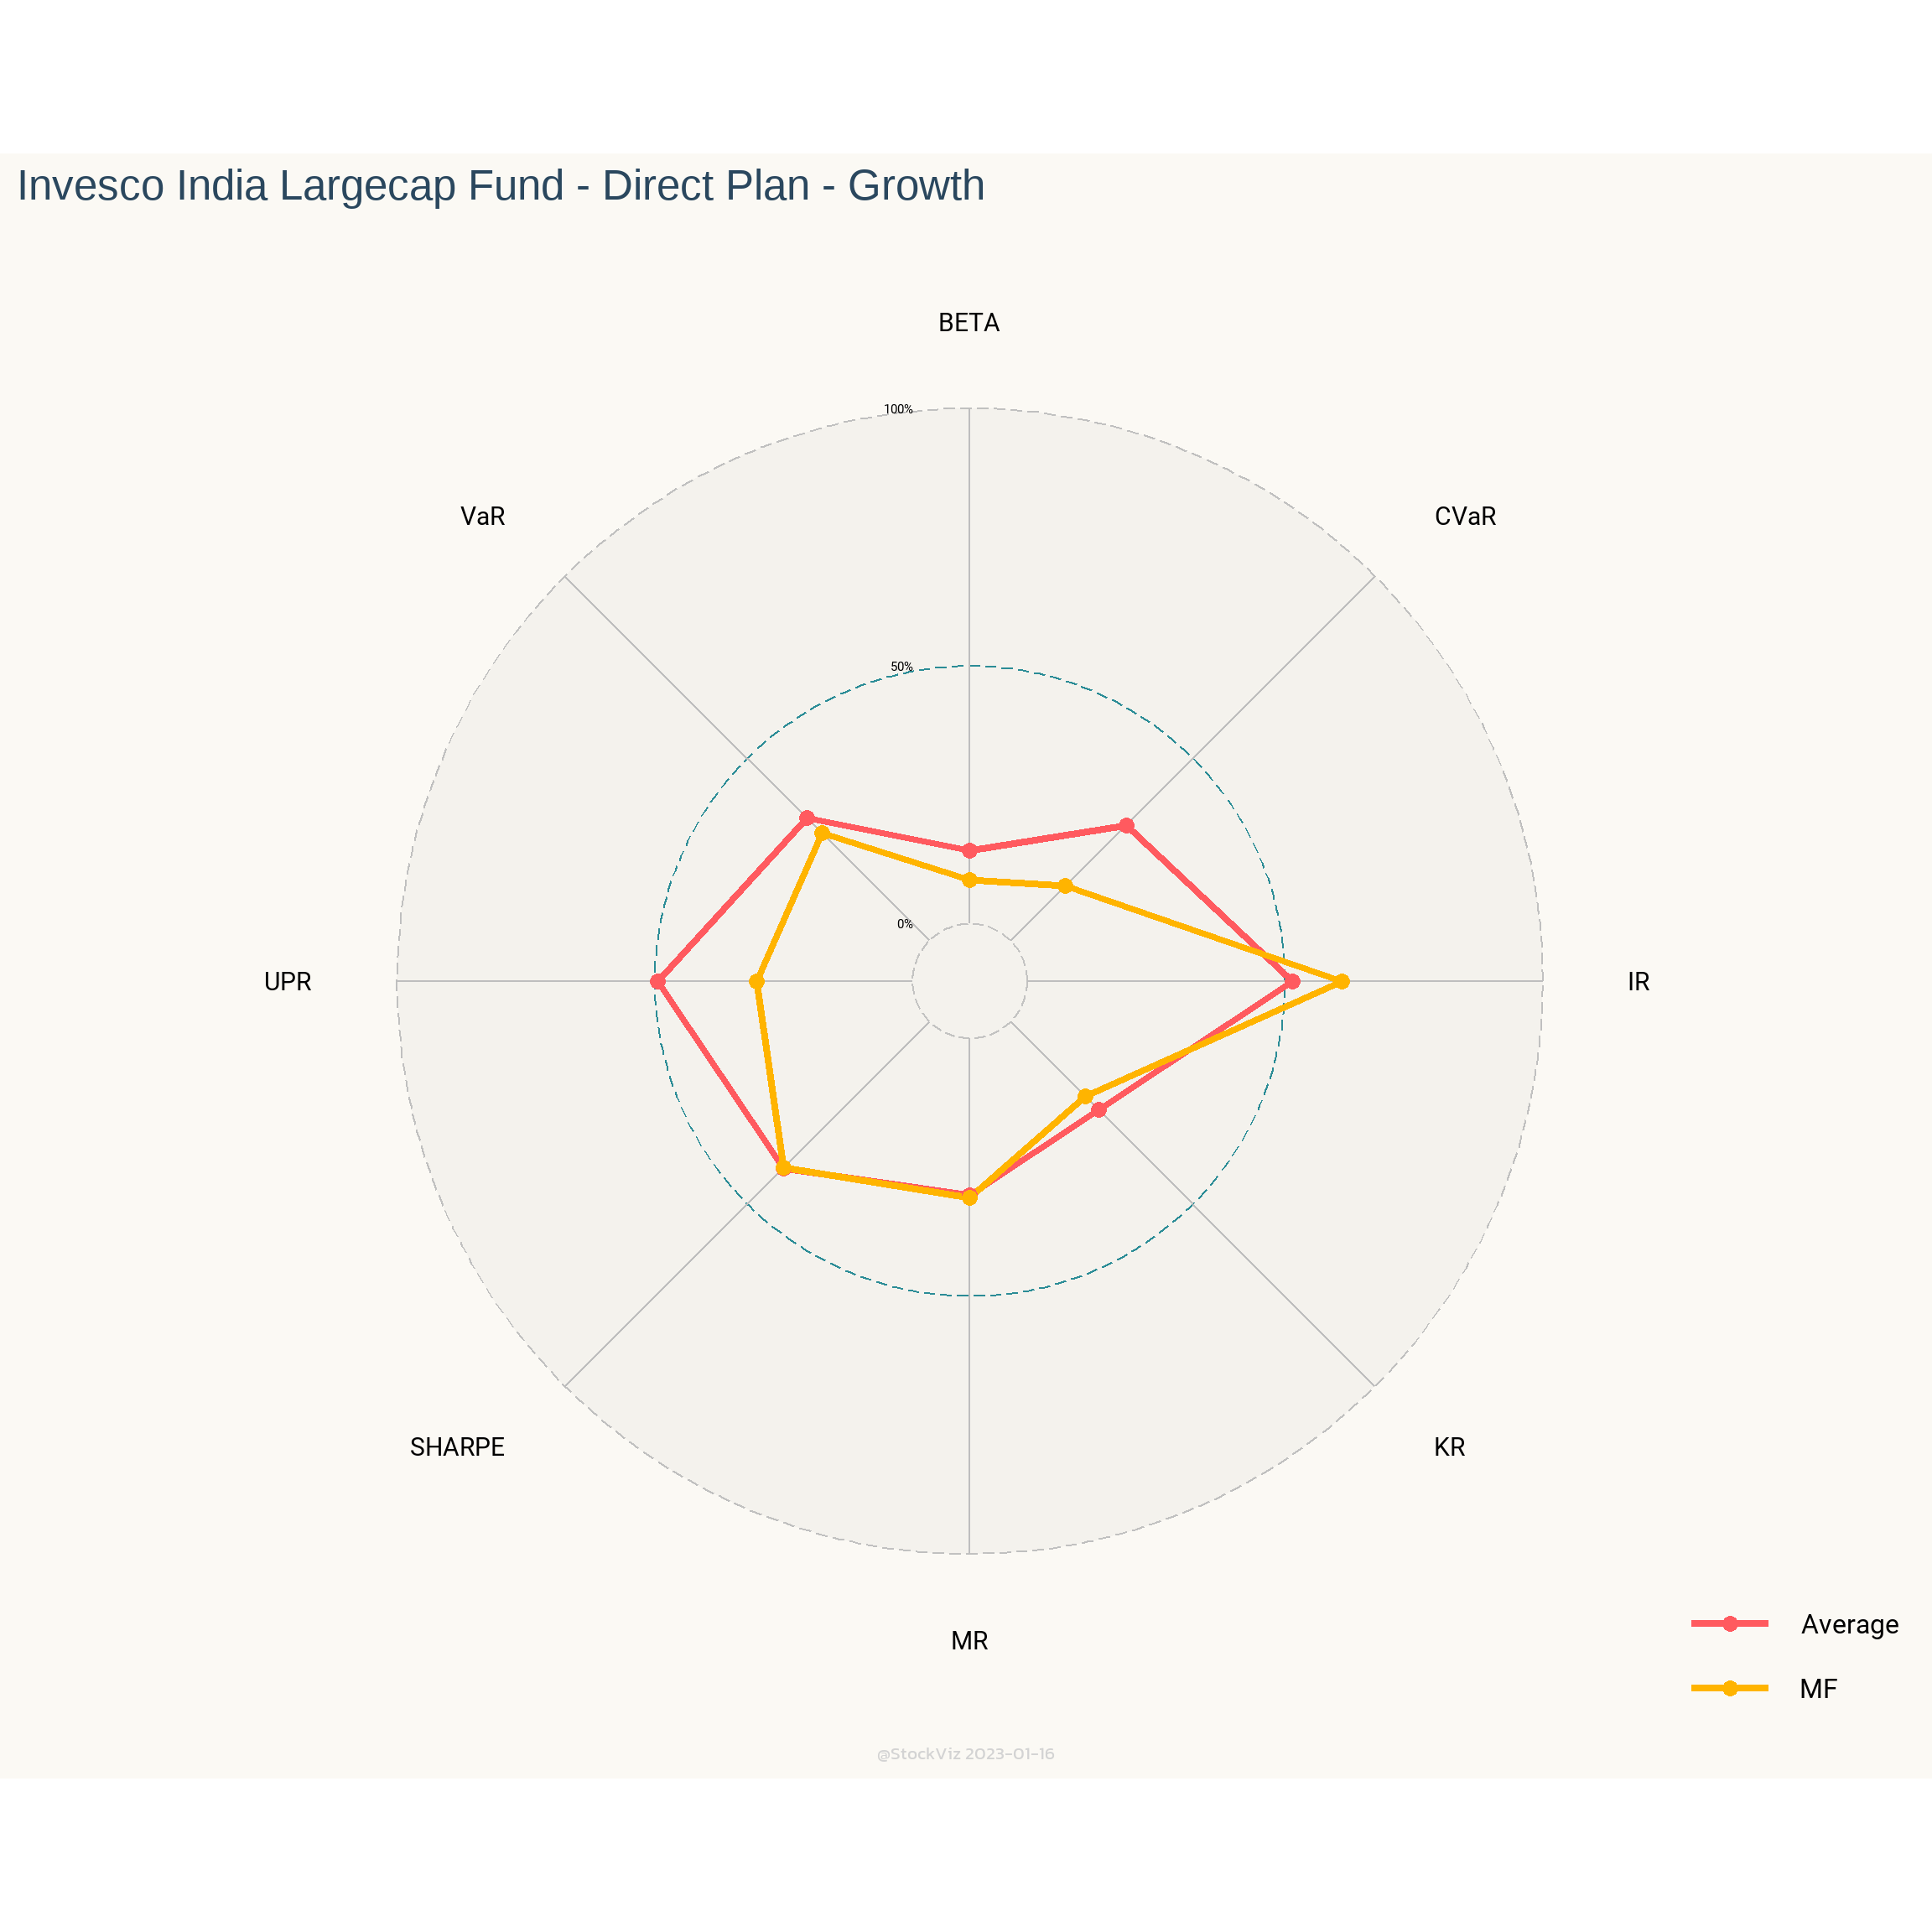 Invesco India Largecap Fund - Direct Plan - Growth
BETA
100%
VaR
CVaR
50%
0%
UPR
IR
SHARPE
KR
MR
Average
MF
@StockViz 2023-01-16